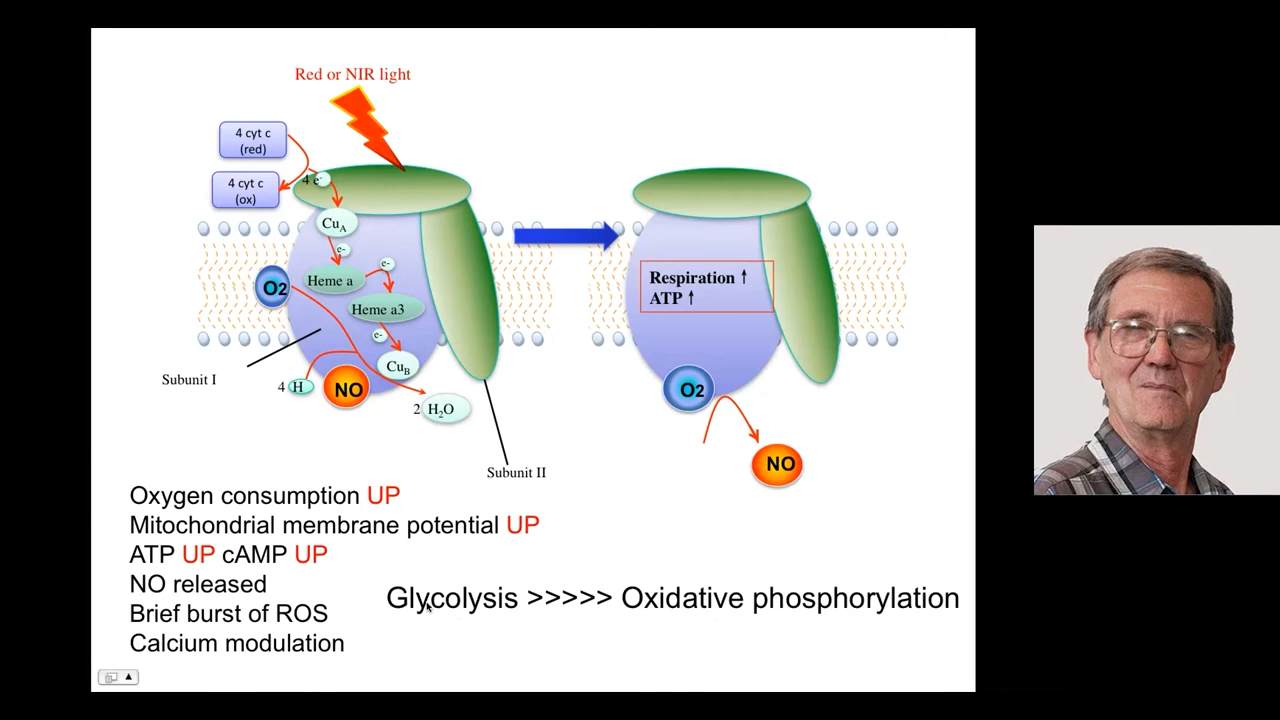 Red or NIR light
4 cyt c
(red)
4 cyt c
(ox)
4 e-
CuA
e-
Heme a
e-
Heme a3
e-
CuB
O2
4 H
NO
2 H2O
Subunit I
Subunit II
Respiration ↑
ATP ↑
O2
NO
Oxygen consumption UP
Mitochondrial membrane potential UP
ATP UP cAMP UP
NO released
Brief burst of ROS
Calcium modulation
Glycolysis >>>>> Oxidative phosphorylation